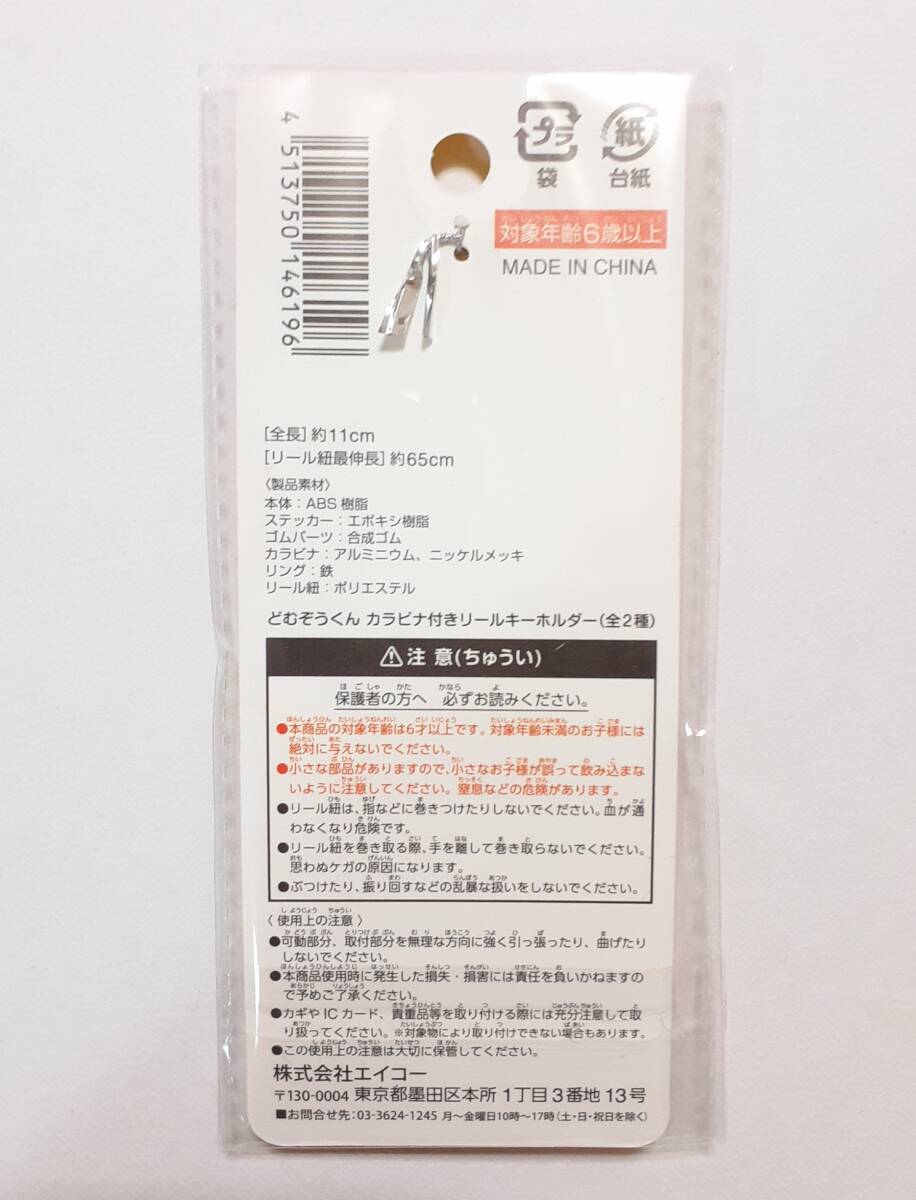 4 513750 146196
プラ
袋
紙
台紙
対象年齢6歳以上
MADE IN CHINA
[全長]約11cm
[リール紐最伸長]約65cm
〈製品素材〉
本体：ABS樹脂
ステッカー：エポキシ樹脂
ゴムパーツ：合成ゴム
カラビナ：アルミニウム、ニッケルメッキ
リング：鉄
リール紐：ポリエステル
どむぞうくん カラビナ付きリールキーホルダー(全2種)
⚠注意(ちゅうい)
保護者の方へ 必ずお読みください。
●本商品の対象年齢は6才以上です。対象年齢未満のお子様には
絶対に与えないでください。
●小さな部品がありますので、小さなお子様が誤って飲み込まな
いように注意してください。窒息などの危険があります。
●リール紐は、指などに巻きつけたりしないでください。血が通
わなくなり危険です。
●リール紐を巻き取る際、手を離して巻き取らないでください。
思わぬケガの原因になります。
●ぶつけたり、振り回すなどの乱暴な扱いをしないでください。
〈使用上の注意〉
●可動部分、取付部分を無理な方向に強く引っ張ったり、曲げたり
しないでください。
●本商品使用時に発生した損失・損害には責任を負いかねますの
で予めご了承ください。
●カギやICカード、貴重品等を取り付ける際には充分注意して取
り扱ってください。※対象物により取り付けできない場合もあります。
●この使用上の注意は大切に保管してください。
株式会社エイコー
〒130-0004 東京都墨田区本所1丁目3番地13号
■お問合せ先：03-3624-1245 月〜金曜日10時〜17時(土・日・祝日を除く)